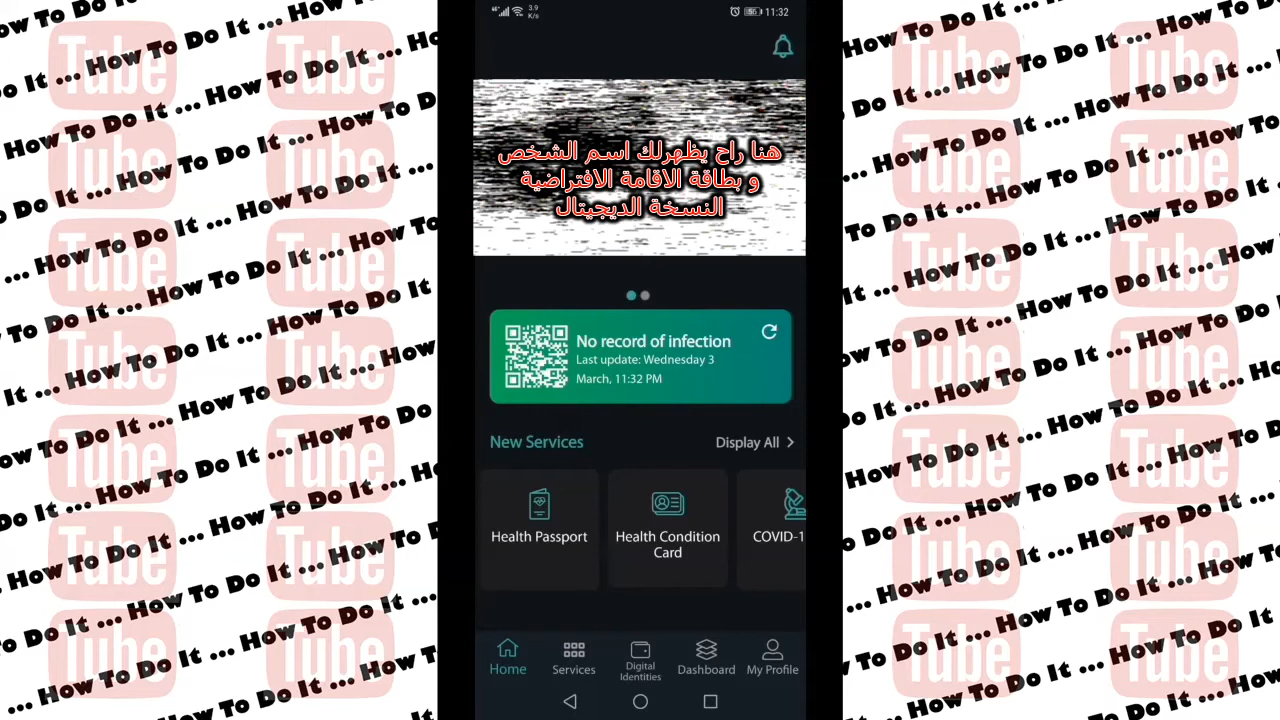 3.9
K/s
11:32
هنا راح يظهرلك اسم الشخص
و بطاقة الاقامة الافتراضية
النسخة الديجيتال
No record of infection
Last update: Wednesday 3
March, 11:32 PM
New Services
Display All
Health Passport
Health Condition
Card
COVID-1
Home
Services
Digital
Identities
Dashboard
My Profile
How To Do It ... How To Do It ... How To Do It
Tube